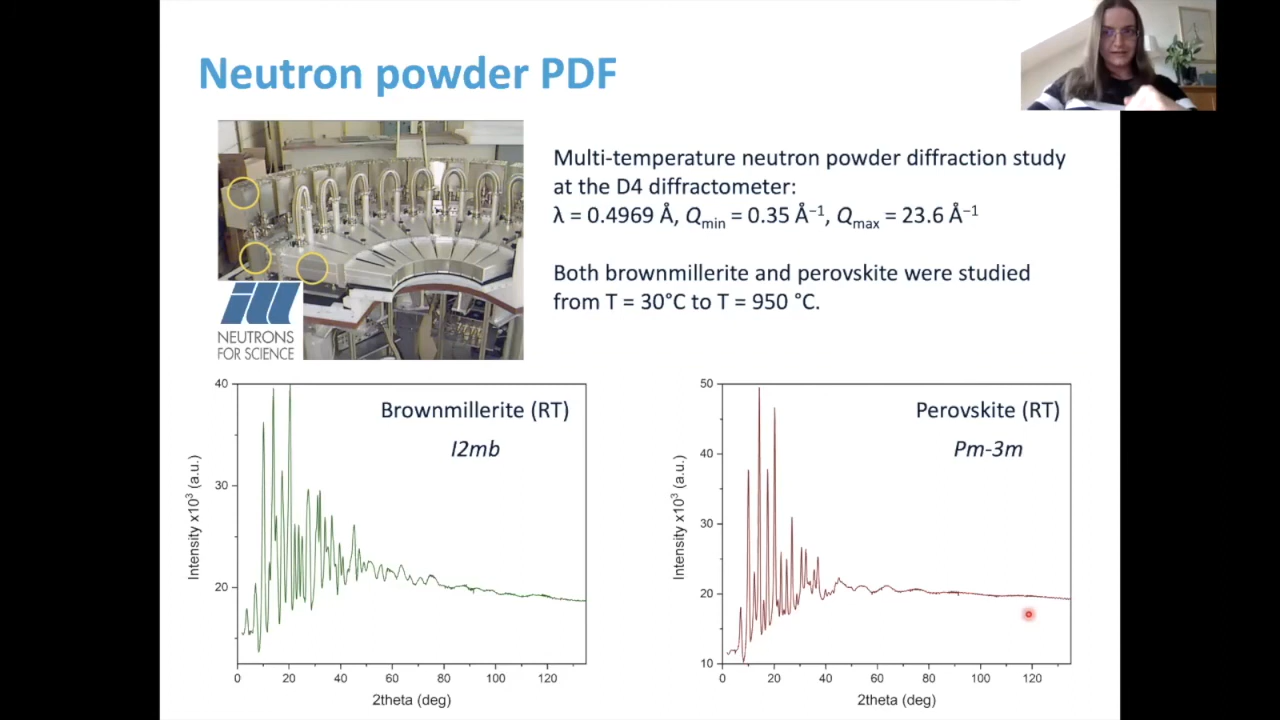 Neutron powder PDF
Multi-temperature neutron powder diffraction study
at the D4 diffractometer:
λ = 0.4969 Å, Qmin = 0.35 Å⁻¹, Qmax = 23.6 Å⁻¹
Both brownmillerite and perovskite were studied
from T = 30°C to T = 950 °C.
ill
NEUTRONS
FOR SCIENCE
Brownmillerite (RT)
I2mb
Intensity x10³ (a.u.)
40
30
20
0 20 40 60 80 100 120
2theta (deg)
Perovskite (RT)
Pm-3m
Intensity x10³ (a.u.)
50
40
30
20
10
0 20 40 60 80 100 120
2theta (deg)